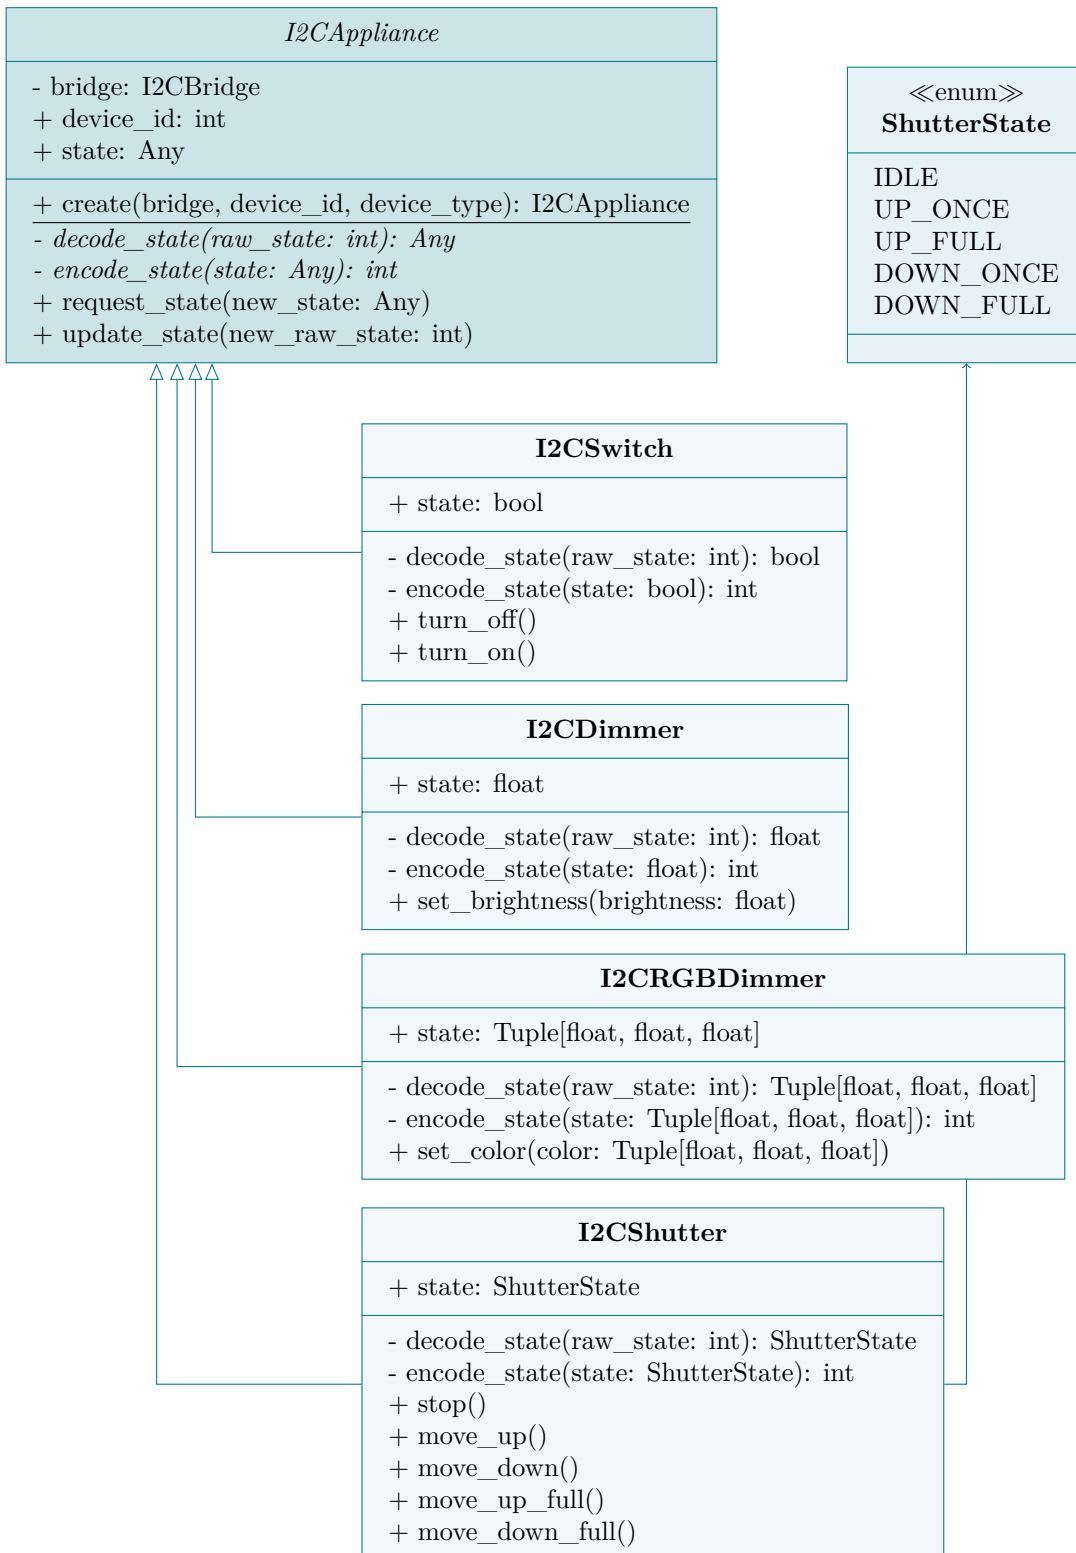 I2CAppliance
- bridge: I2CBridge
+ device_id: int
+ state: Any
+ create(bridge, device_id, device_type): I2CAppliance
- decode_state(raw_state: int): Any
- encode_state(state: Any): int
+ request_state(new_state: Any)
+ update_state(new_raw_state: int)
≪enum≫
ShutterState
IDLE
UP_ONCE
UP_FULL
DOWN_ONCE
DOWN_FULL
I2CSwitch
+ state: bool
- decode_state(raw_state: int): bool
- encode_state(state: bool): int
+ turn_off()
+ turn_on()
I2CDimmer
+ state: float
- decode_state(raw_state: int): float
- encode_state(state: float): int
+ set_brightness(brightness: float)
I2CRGBDimmer
+ state: Tuple[float, float, float]
- decode_state(raw_state: int): Tuple[float, float, float]
- encode_state(state: Tuple[float, float, float]): int
+ set_color(color: Tuple[float, float, float])
I2CShutter
+ state: ShutterState
- decode_state(raw_state: int): ShutterState
- encode_state(state: ShutterState): int
+ stop()
+ move_up()
+ move_down()
+ move_up_full()
+ move_down_full()